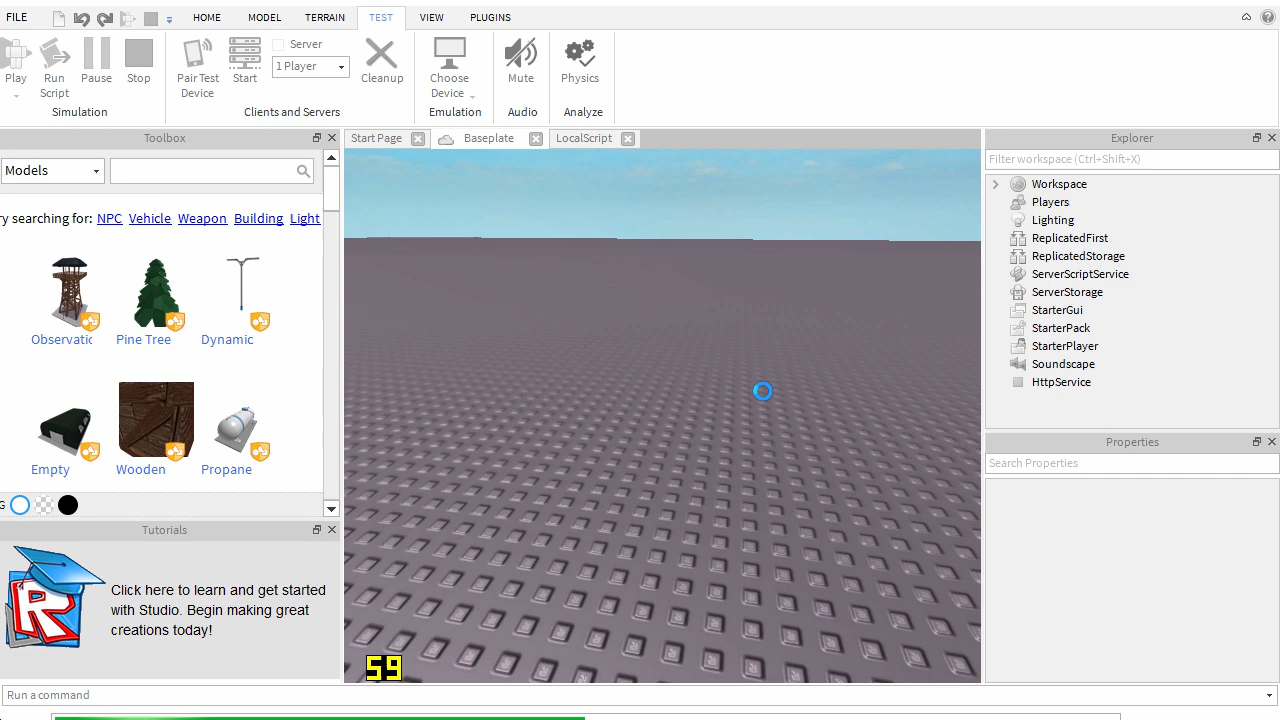 FILE
HOME
MODEL
TERRAIN
TEST
VIEW
PLUGINS
Play
Run Script
Pause
Stop
Simulation
Pair Test Device
Start
Server
1 Player
Cleanup
Clients and Servers
Choose Device
Emulation
Mute
Audio
Physics
Analyze
Toolbox
Models
ry searching for: NPC Vehicle Weapon Building Light
Observatic
Pine Tree
Dynamic
Empty
Wooden
Propane
G
Tutorials
Click here to learn and get started
with Studio. Begin making great
creations today!
Start Page
Baseplate
LocalScript
59
Explorer
Filter workspace (Ctrl+Shift+X)
Workspace
Players
Lighting
ReplicatedFirst
ReplicatedStorage
ServerScriptService
ServerStorage
StarterGui
StarterPack
StarterPlayer
Soundscape
HttpService
Properties
Search Properties
Run a command